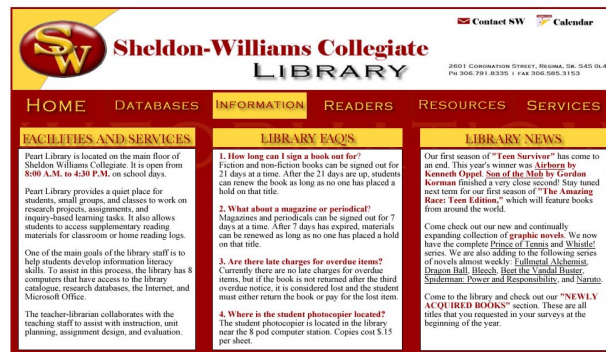 Contact SW Calendar
SW
Sheldon-Williams Collegiate
LIBRARY
2601 CORONATION STREET, REGINA, SK. S4S 0L4
PH 306.791.8335 | FAX 306.585.3153
HOME DATABASES INFORMATION READERS RESOURCES SERVICES
FACILITIES AND SERVICES
Peart Library is located on the main floor of
Sheldon Williams Collegiate. It is open from
8:00 A.M. to 4:30 P.M. on school days.
Peart Library provides a quiet place for
students, small groups, and classes to work on
research projects, assignments, and
inquiry-based learning tasks. It also allows
students to access supplementary reading
materials for classroom or home reading logs.
One of the main goals of the library staff is to
help students develop information literacy
skills. To assist in this process, the library has 8
computers that have access to the library
catalogue, research databases, the Internet, and
Microsoft Office.
The teacher-librarian collaborates with the
teaching staff to assist with instruction, unit
planning, assignment design, and evaluation.
LIBRARY FAQ'S
1. How long can I sign a book out for?
Fiction and non-fiction books can be signed out for
21 days at a time. After the 21 days are up, students
can renew the book as long as no one has placed a
hold on that title.
2. What about a magazine or periodical?
Magazines and periodicals can be signed out for 7
days at a time. After 7 days has expired, materials
can be renewed as long as no one has placed a hold
on that title.
3. Are there late charges for overdue items?
Currently there are no late charges for overdue
items, but if the book is not returned after the third
overdue notice, it is considered lost and the student
must either return the book or pay for the lost item.
4. Where is the student photocopier located?
The student photocopier is located in the library
near the 8 pod computer station. Copies cost $.15
per sheet.
LIBRARY NEWS
Our first season of "Teen Survivor" has come to
an end. This year's winner was Airborn by
Kenneth Oppel. Son of the Mob by Gordon
Korman finished a very close second! Stay tuned
next term for our first season of "The Amazing
Race: Teen Edition," which will feature books
from around the world.
Come check out our new and continually
expanding collection of graphic novels. We now
have the complete Prince of Tennis and Whistle!
series. We are also adding to the following series
of novels almost weekly: Fullmetal Alchemist,
Dragon Ball, Bleech, Beet the Vandal Buster,
Spiderman: Power and Responsibility, and Naruto.
Come to the library and check out our "NEWLY
ACQUIRED BOOKS" section. These are all
titles that you requested in your surveys at the
beginning of the year.